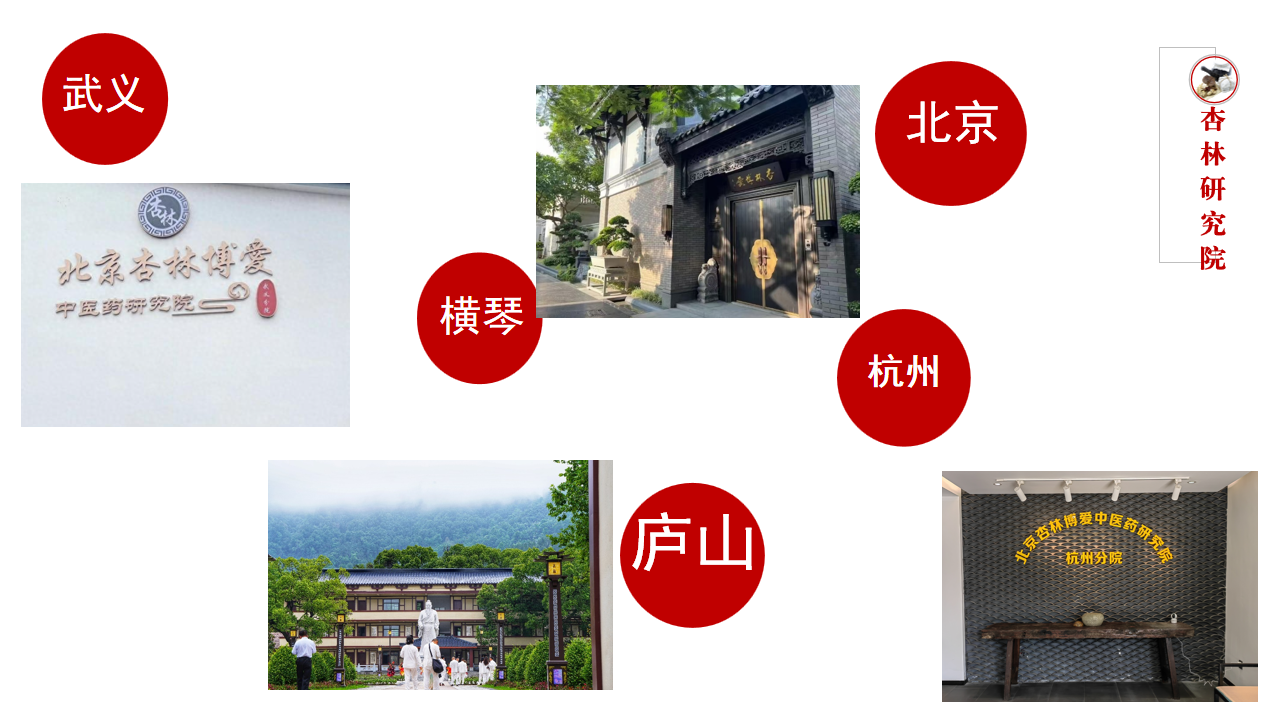 武义
北京
杏林研究院
杏林
北京杏林博爱
中医药研究院
横琴
杭州
庐山
北京杏林博爱中医药研究院
杭州分院